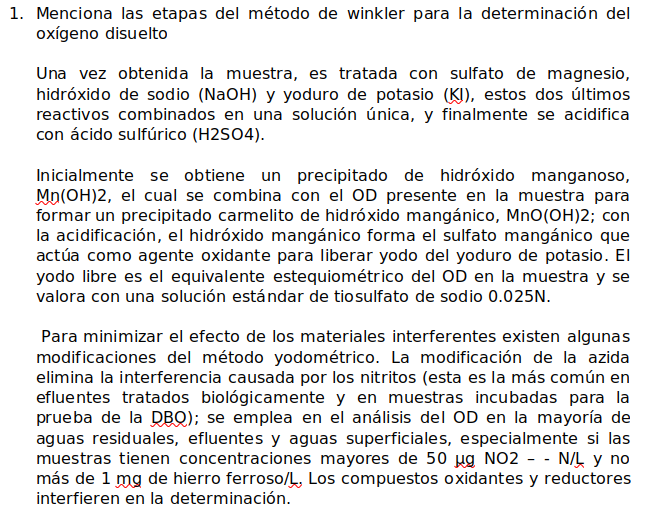 1. Menciona las etapas del método de winkler para la determinación del
oxígeno disuelto
Una vez obtenida la muestra, es tratada con sulfato de magnesio,
hidróxido de sodio (NaOH) y yoduro de potasio (KI), estos dos últimos
reactivos combinados en una solución única, y finalmente se acidifica
con ácido sulfúrico (H2SO4).
Inicialmente se obtiene un precipitado de hidróxido manganoso,
Mn(OH)2, el cual se combina con el OD presente en la muestra para
formar un precipitado carmelito de hidróxido mangánico, MnO(OH)2; con
la acidificación, el hidróxido mangánico forma el sulfato mangánico que
actúa como agente oxidante para liberar yodo del yoduro de potasio. El
yodo libre es el equivalente estequiométrico del OD en la muestra y se
valora con una solución estándar de tiosulfato de sodio 0.025N.
Para minimizar el efecto de los materiales interferentes existen algunas
modificaciones del método yodométrico. La modificación de la azida
elimina la interferencia causada por los nitritos (esta es la más común en
efluentes tratados biológicamente y en muestras incubadas para la
prueba de la DBO); se emplea en el análisis del OD en la mayoría de
aguas residuales, efluentes y aguas superficiales, especialmente si las
muestras tienen concentraciones mayores de 50 µg NO2 – - N/L y no
más de 1 mg de hierro ferroso/L. Los compuestos oxidantes y reductores
interfieren en la determinación.